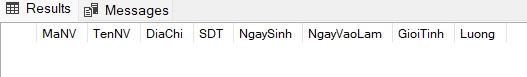 Results Messages
MaNV TenNV DiaChi SDT NgaySinh NgayVaoLam GioiTinh Luong